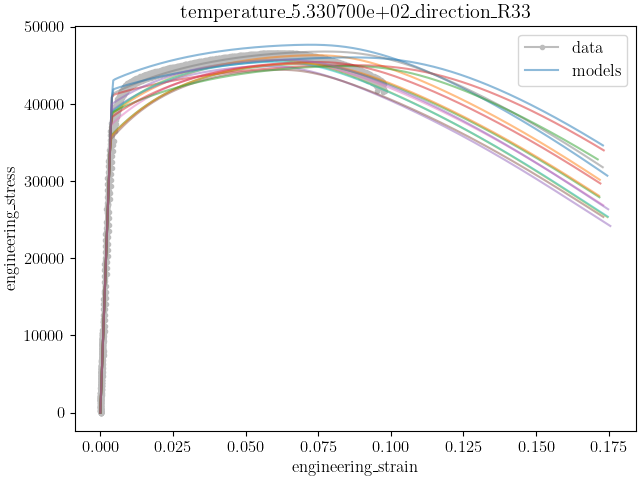 temperature_5.330700e+02_direction_R33
50000
40000
30000
20000
10000
0
engineering_stress
data
models
0.000 0.025 0.050 0.075 0.100 0.125 0.150 0.175
engineering_strain